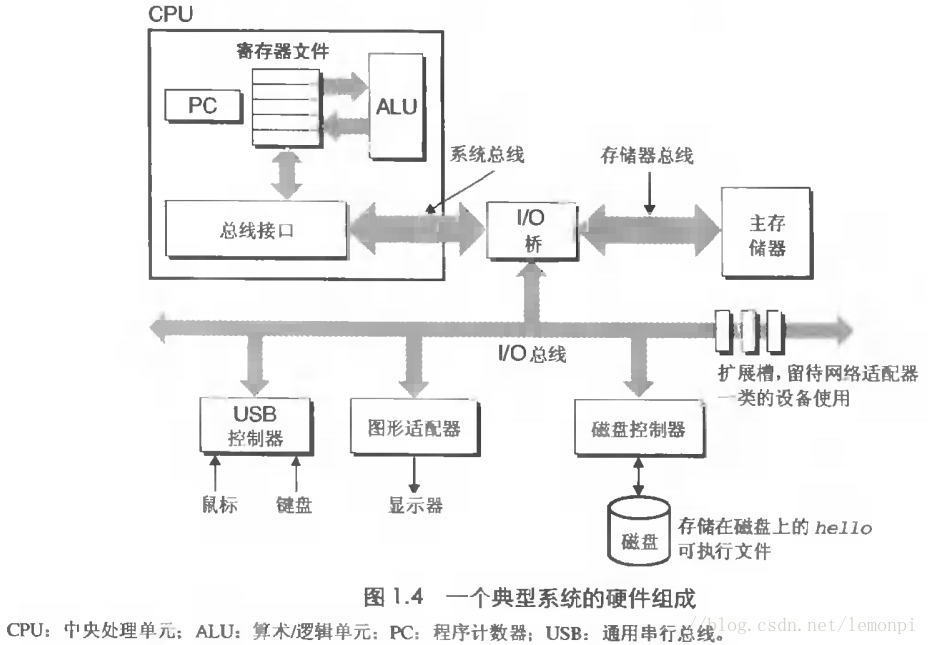 CPU
寄存器文件
PC
ALU
系统总线
存储器总线
总线接口
I/O
桥
主存
储器
I/O 总线
扩展槽，留待网络适配器
一类的设备使用
USB
控制器
图形适配器
磁盘控制器
鼠标
键盘
显示器
磁盘
存储在磁盘上的 hello
可执行文件
图 1.4 一个典型系统的硬件组成
CPU：中央处理单元；ALU：算术/逻辑单元；PC：程序计数器；USB：通用串行总线。
//blog.csdn.net/lemonpi